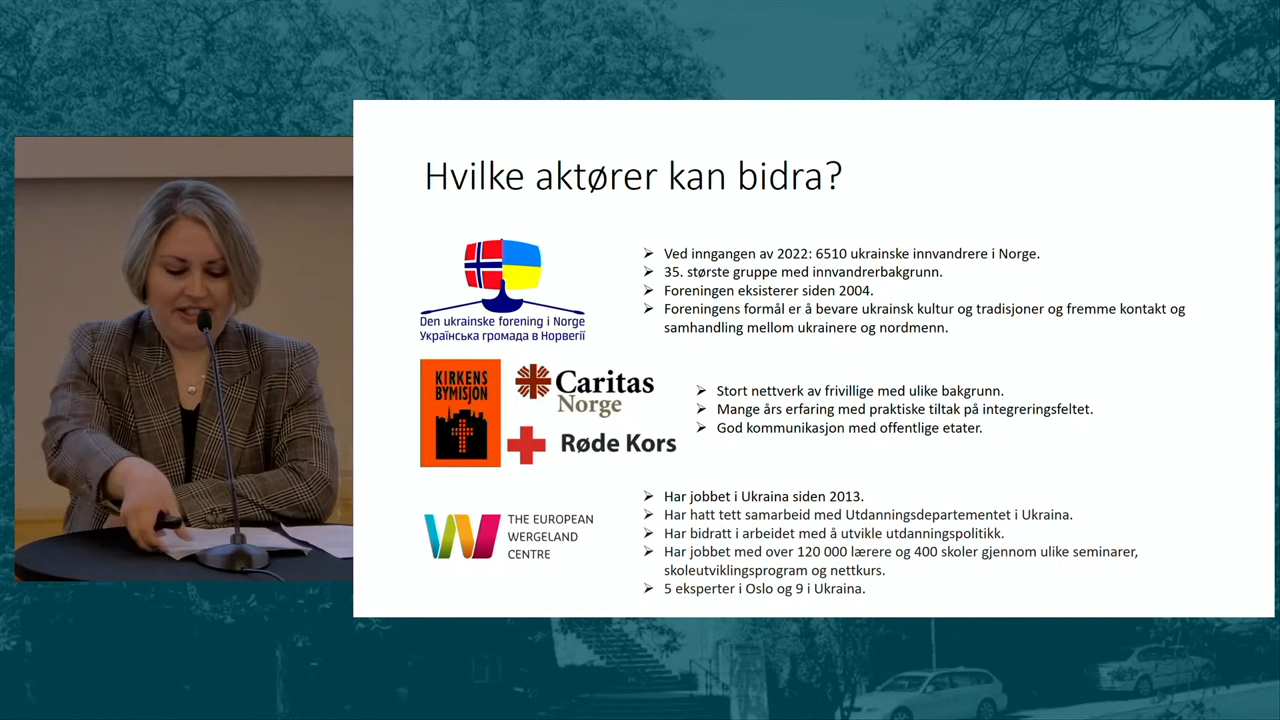 Hvilke aktører kan bidra?
Den ukrainske forening i Norge
Українська громада в Норвегії
Ved inngangen av 2022: 6510 ukrainske innvandrere i Norge.
35. største gruppe med innvandrerbakgrunn.
Foreningen eksisterer siden 2004.
Foreningens formål er å bevare ukrainsk kultur og tradisjoner og fremme kontakt og
samhandling mellom ukrainere og nordmenn.
KIRKENS
BYMISJON
Caritas
Norge
Røde Kors
Stort nettverk av frivillige med ulike bakgrunn.
Mange års erfaring med praktiske tiltak på integreringsfeltet.
God kommunikasjon med offentlige etater.
THE EUROPEAN
WERGELAND
CENTRE
Har jobbet i Ukraina siden 2013.
Har hatt tett samarbeid med Utdanningsdepartementet i Ukraina.
Har bidratt i arbeidet med å utvikle utdanningspolitikk.
Har jobbet med over 120 000 lærere og 400 skoler gjennom ulike seminarer,
skoleutviklingsprogram og nettkurs.
5 eksperter i Oslo og 9 i Ukraina.